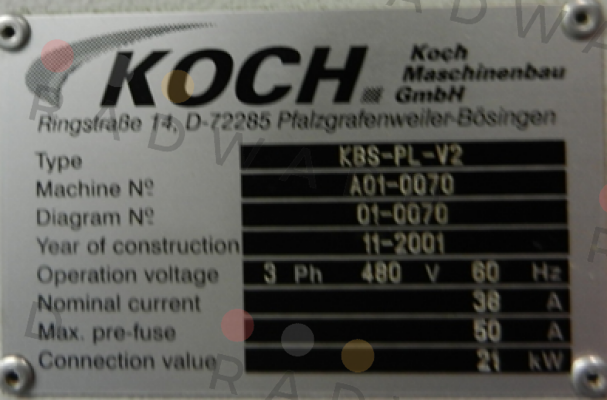 KOCH
Koch
Maschinenbau
GmbH
Ringstraße 14, D-72285 Pfalzgrafenweiler-Bösingen
Type KBS-PL-V2
Machine Nº A01-0070
Diagram Nº 01-0070
Year of construction 11-2001
Operation voltage 3 Ph 480 V 60 Hz
Nominal current 36 A
Max. pre-fuse 50 A
Connection value 21 kW